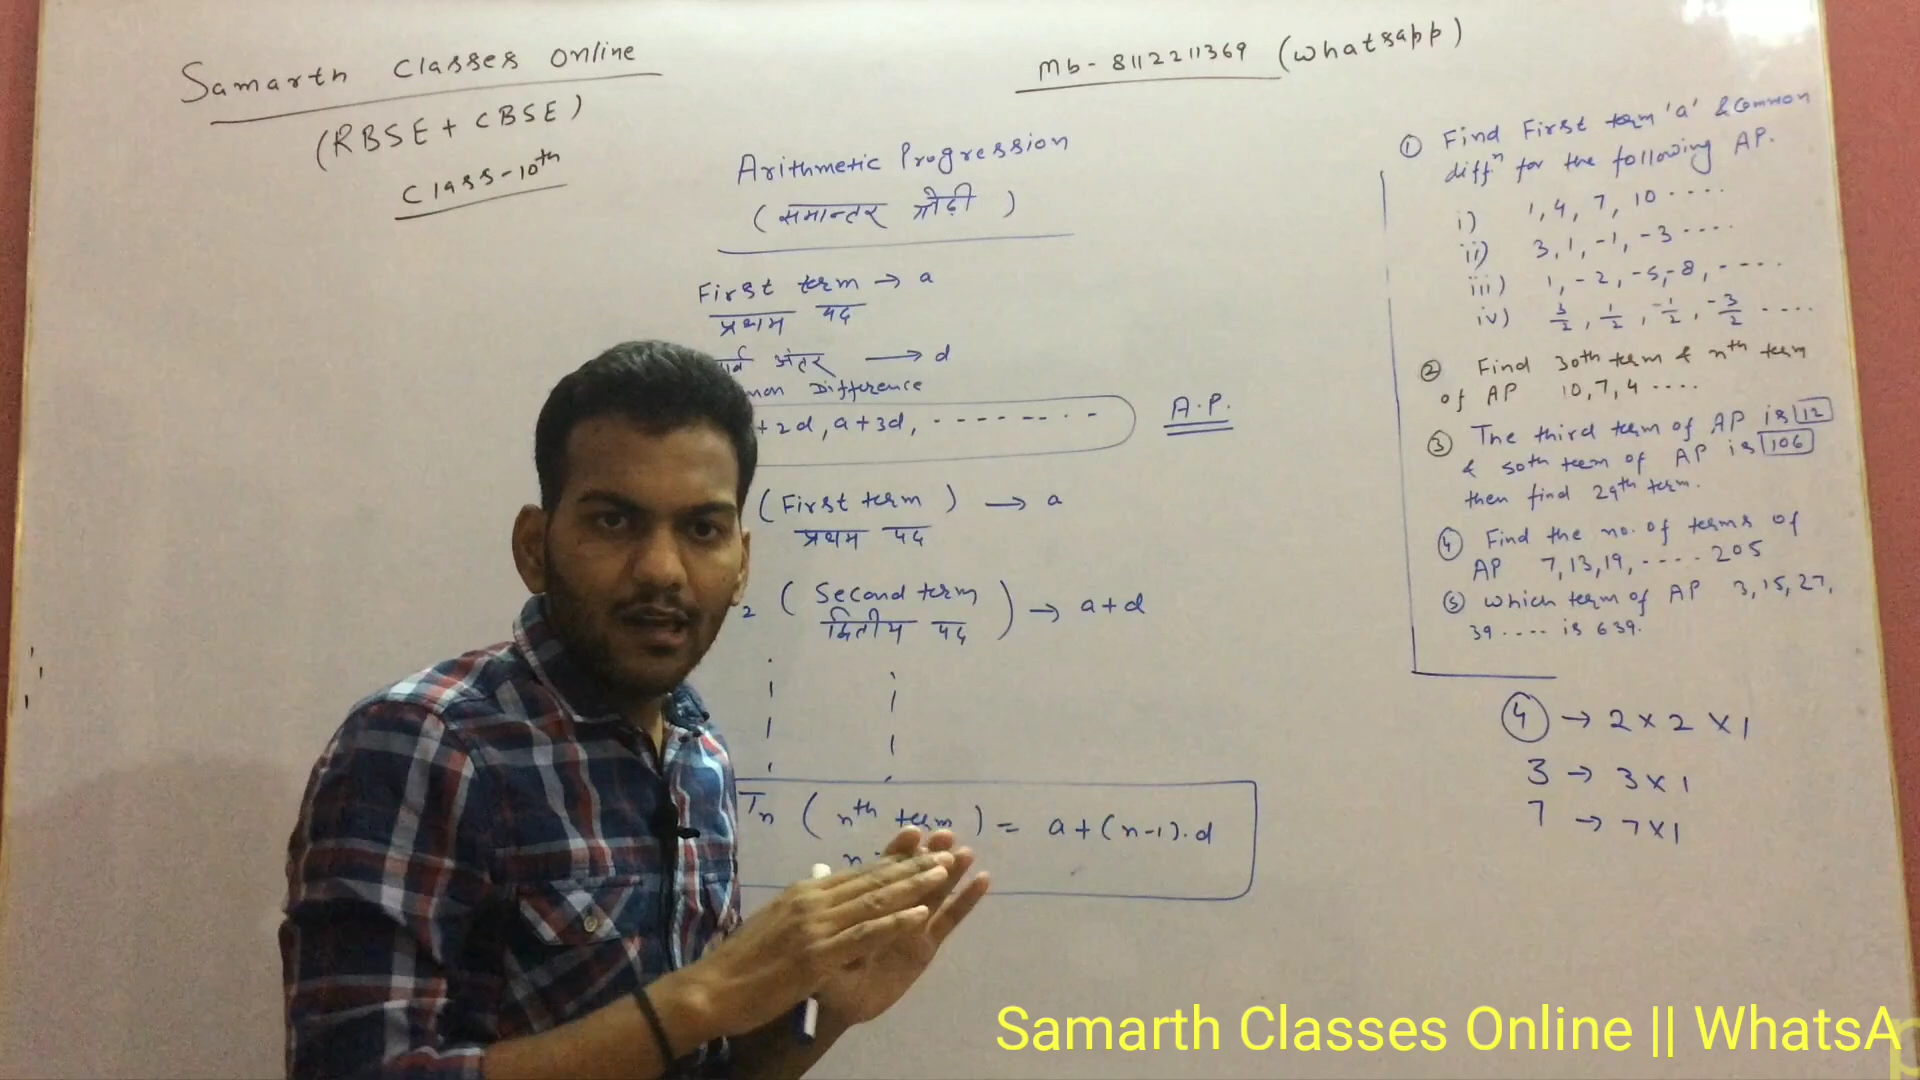 Samarth Classes Online
(RBSE + CBSE)
Class-10th
Mb- 8112211369 (Whatsapp)
Arithmetic Progression
(समान्तर श्रेढ़ी)
First term → a
प्रथम पद
अंतर → d
Difference
+2d, a+3d, - - - - - - - -
A.P.
(First term) → a
प्रथम पद
2 (Second term
द्वितीय पद) → a+d
Tn (nth term) = a+(n-1).d
① Find First term 'a' & Common
diffn for the following AP.
i) 1, 4, 7, 10 ....
ii) 3, 1, -1, -3 ....
iii) 1, -2, -5, -8, ....
iv) 3/2, 1/2, -1/2, -3/2 ....
② Find 30th term & nth term
of AP 10, 7, 4 ....
③ The third term of AP is 12
& 50th term of AP is 106
then find 29th term.
④ Find the no. of terms of
AP 7, 13, 19, ..... 205
⑤ which term of AP 3, 15, 27,
39 .... is 639.
④ → 2 × 2 × 1
3 → 3 × 1
7 → 7 × 1
Samarth Classes Online || WhatsA